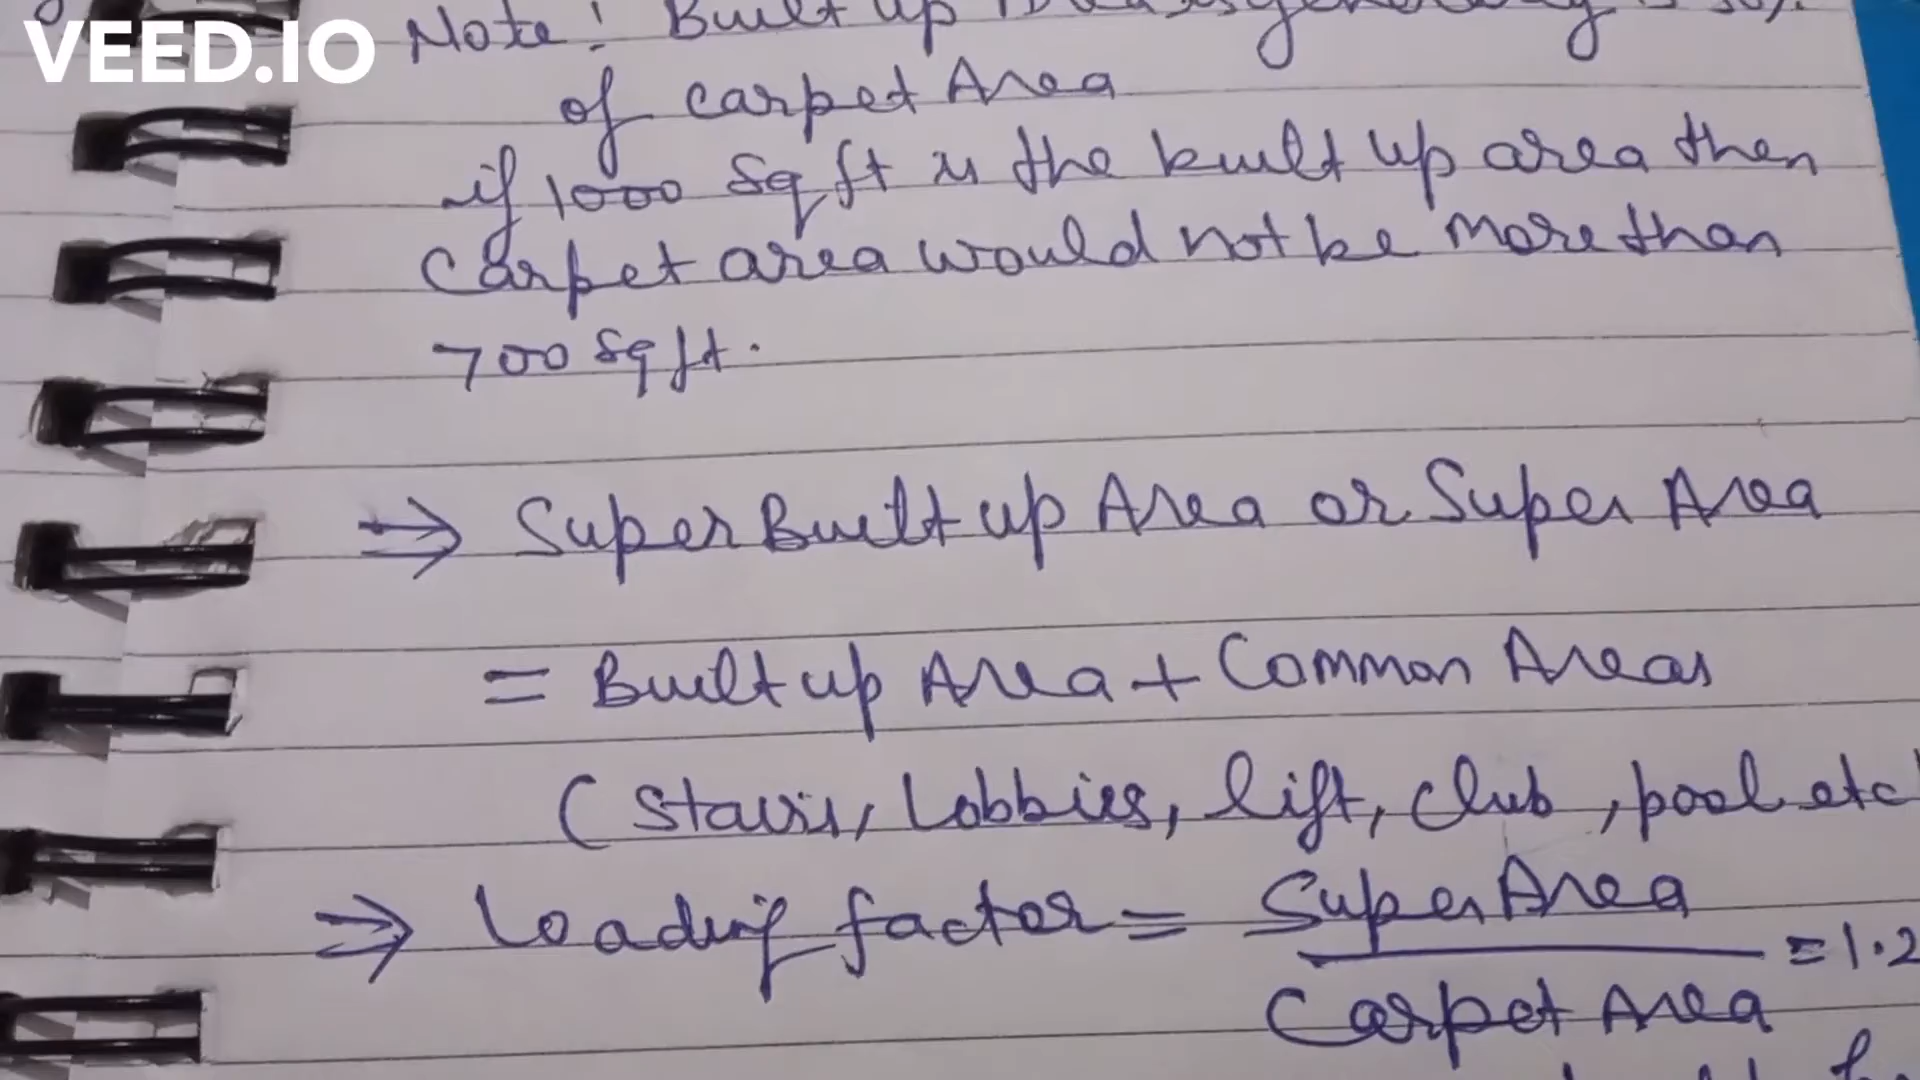 VEED.IO
Note! Built up
of carpet Area
if 1000 Sq ft is the built up area then
Carpet area would not be more than
700 sq ft.
⇒ Super Built up Area or Super Area
= Built up Area + Common Areas
(Stairs, Lobbies, lift, club, pool etc
⇒ Loading factor = Super Area
= 1.2
Carpet Area